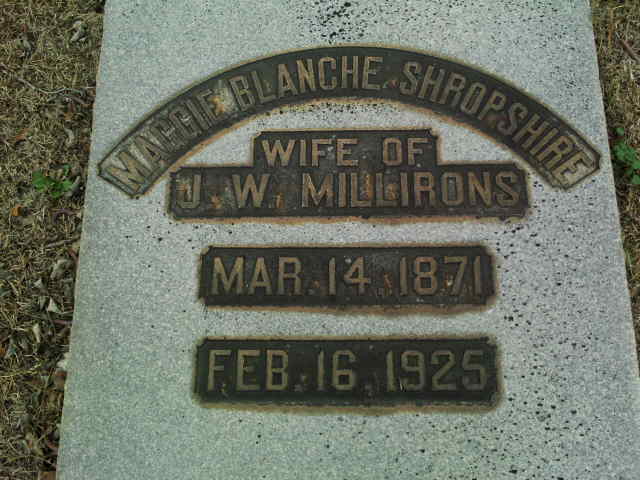 MAGGIE BLANCHE SHROPSHIRE
WIFE OF
J. W. MILLIRONS
MAR. 14, 1871
FEB. 16, 1925